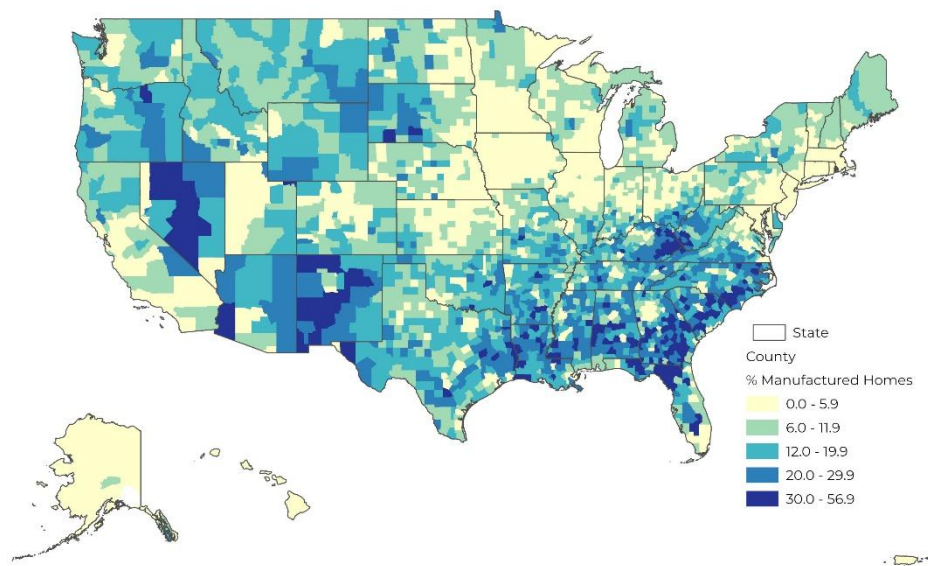 State
County
% Manufactured Homes
0.0 - 5.9
6.0 - 11.9
12.0 - 19.9
20.0 - 29.9
30.0 - 56.9